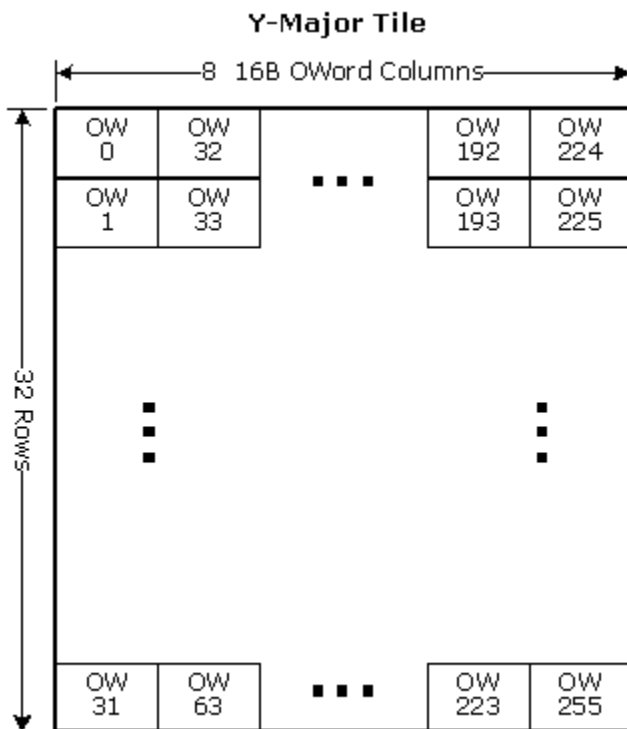 Y-Major Tile
8 16B OWord Columns
OW OW OW OW
0 32 192 224
OW OW OW OW
1 33 193 225
32 Rows
OW OW OW OW
31 63 223 255